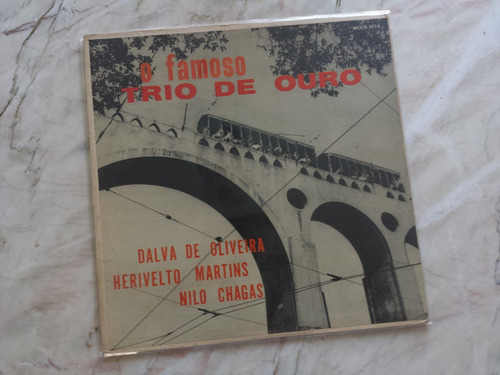 o famoso
TRIO DE OURO
DALVA DE OLIVEIRA
HERIVELTO MARTINS
NILO CHAGAS